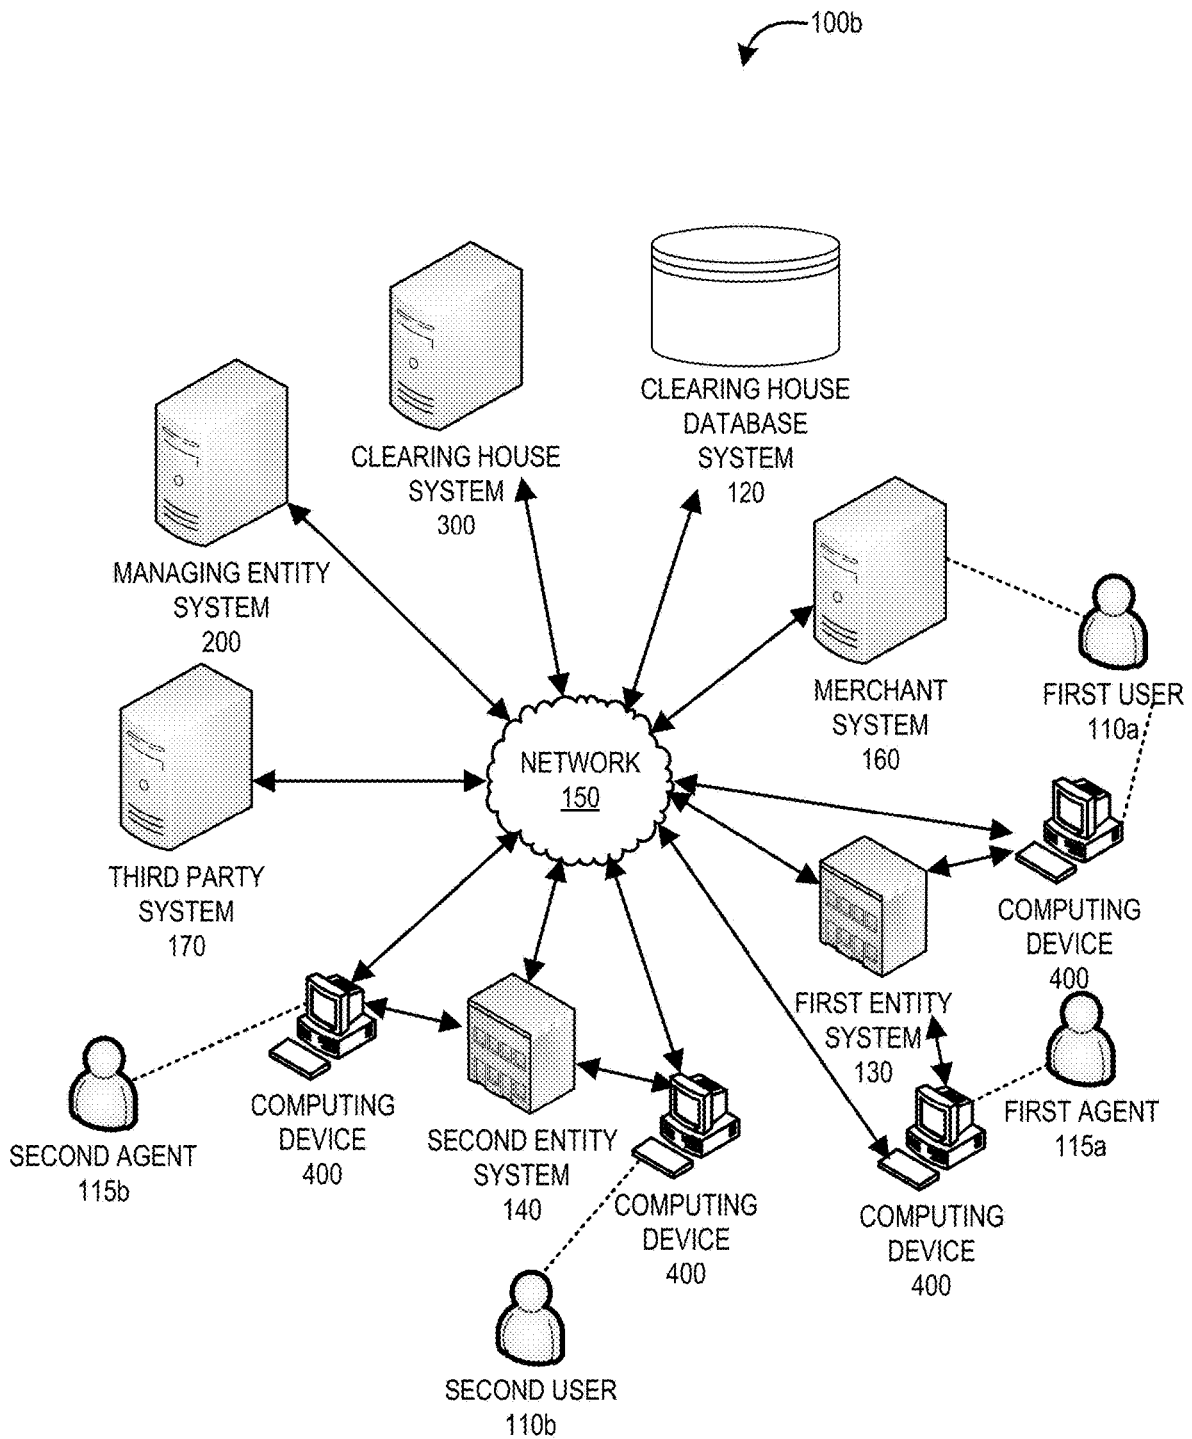 100b
CLEARING HOUSE
DATABASE
SYSTEM
120
CLEARING HOUSE
SYSTEM
300
MANAGING ENTITY
SYSTEM
200
MERCHANT
SYSTEM
160
FIRST USER
110a
NETWORK
150
THIRD PARTY
SYSTEM
170
COMPUTING
DEVICE
400
FIRST ENTITY
SYSTEM
130
FIRST AGENT
115a
COMPUTING
DEVICE
400
SECOND AGENT
115b
SECOND ENTITY
SYSTEM
140
COMPUTING
DEVICE
400
COMPUTING
DEVICE
400
SECOND USER
110b